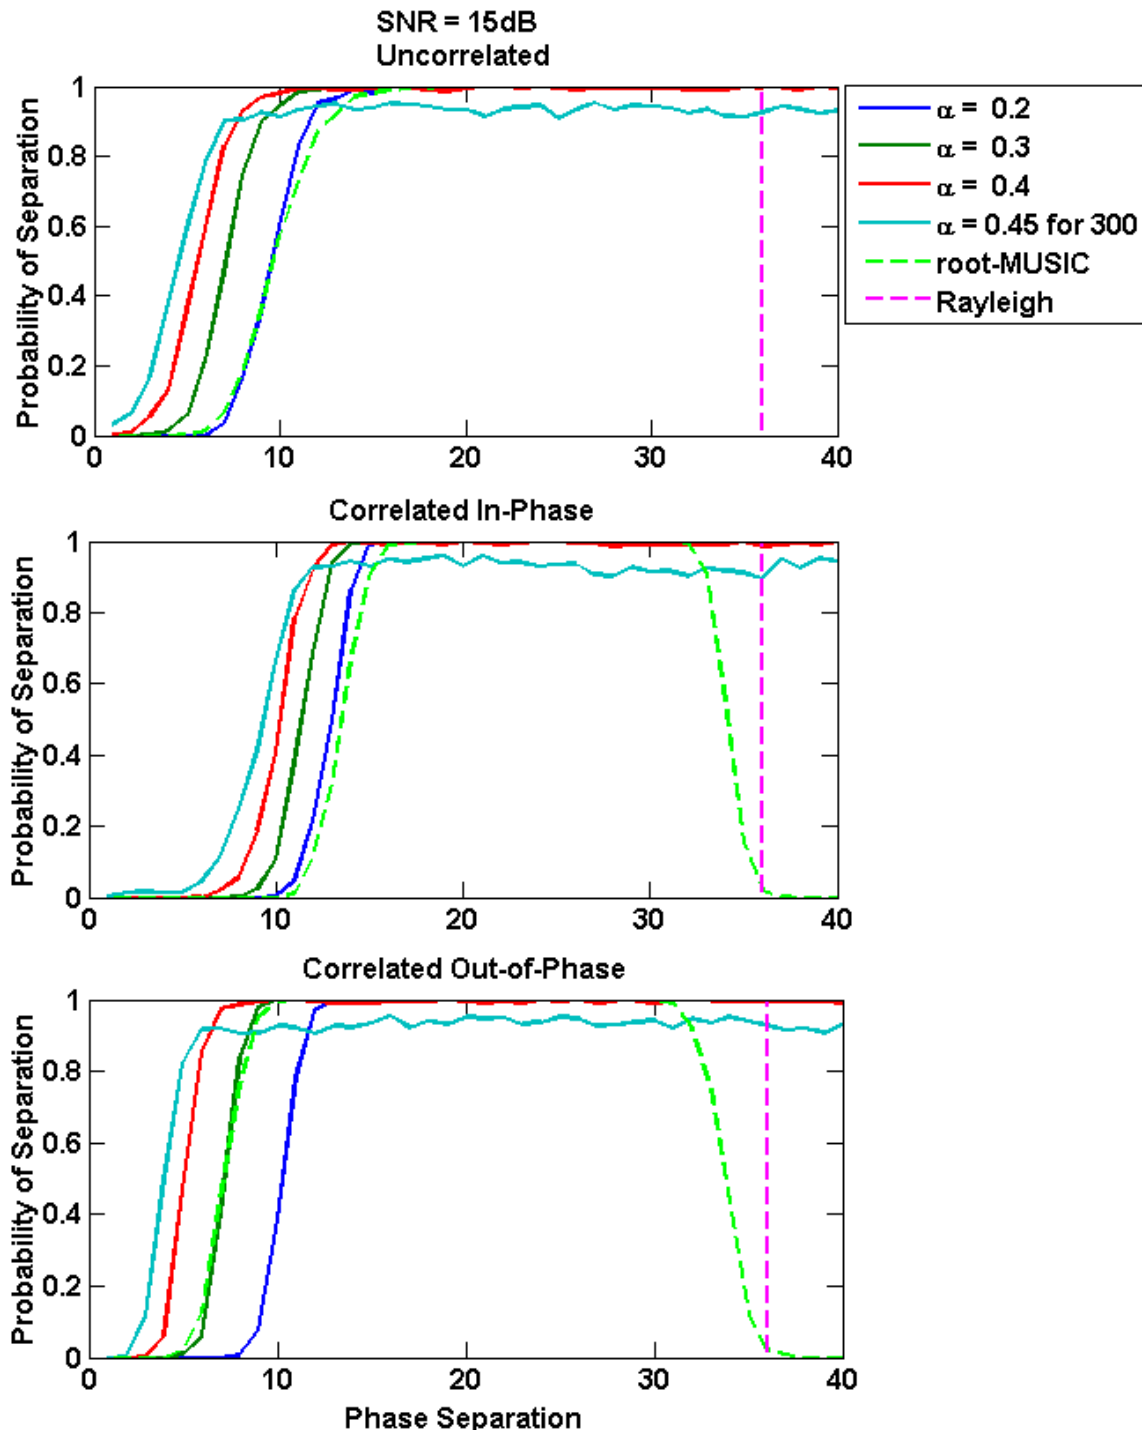 SNR = 15dB
Uncorrelated
Probability of Separation
1
0.8
0.6
0.4
0.2
0
0 10 20 30 40
α = 0.2
α = 0.3
α = 0.4
α = 0.45 for 300
root-MUSIC
Rayleigh
Correlated In-Phase
Probability of Separation
1
0.8
0.6
0.4
0.2
0
0 10 20 30 40
Correlated Out-of-Phase
Probability of Separation
1
0.8
0.6
0.4
0.2
0
0 10 20 30 40
Phase Separation